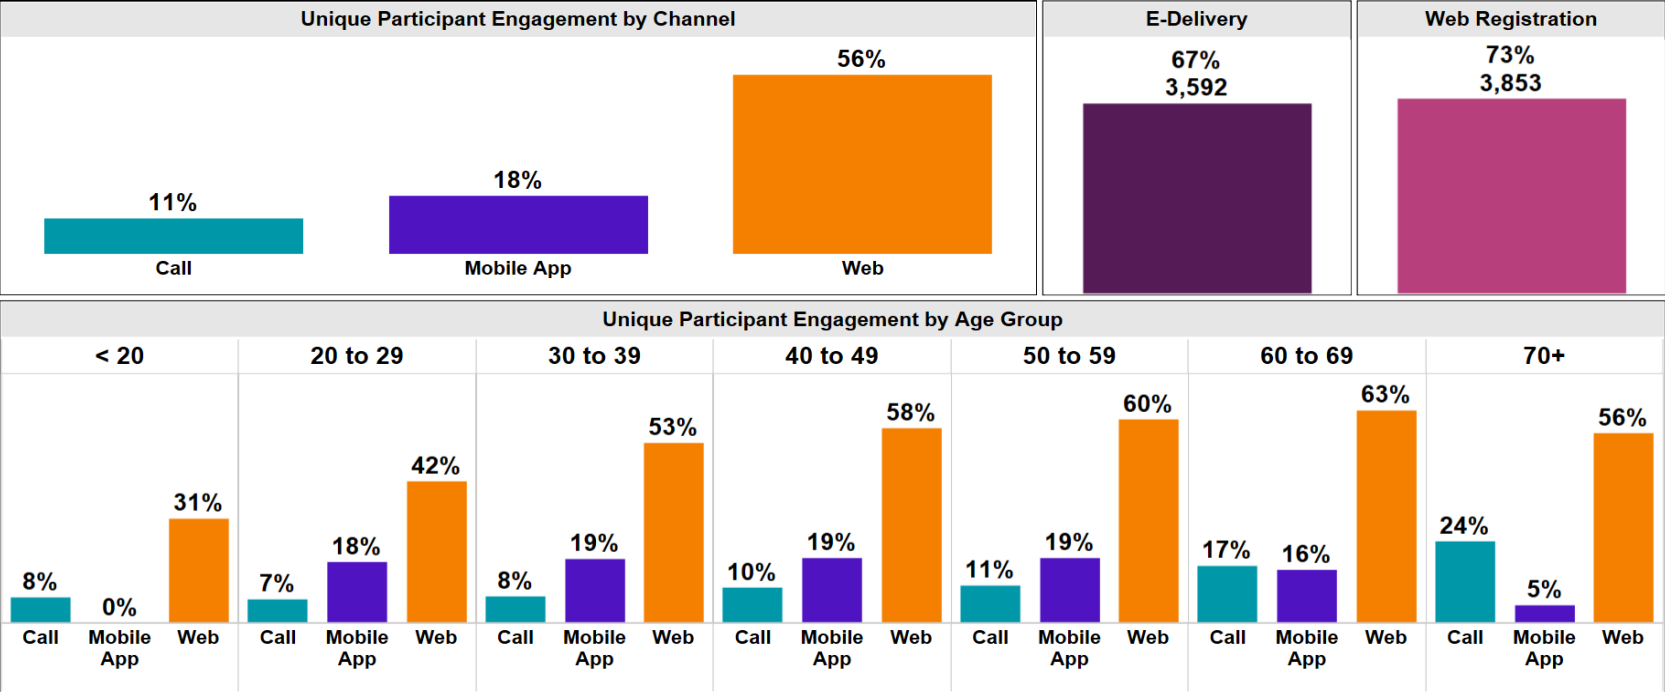 Unique Participant Engagement by Channel
11%
18%
56%
Call
Mobile App
Web
E-Delivery
67%
3,592
Web Registration
73%
3,853
Unique Participant Engagement by Age Group
< 20
8%
0%
31%
Call
Mobile
App
Web
20 to 29
7%
18%
42%
Call
Mobile
App
Web
30 to 39
8%
19%
53%
Call
Mobile
App
Web
40 to 49
10%
19%
58%
Call
Mobile
App
Web
50 to 59
11%
19%
60%
Call
Mobile
App
Web
60 to 69
17%
16%
63%
Call
Mobile
App
Web
70+
24%
5%
56%
Call
Mobile
App
Web